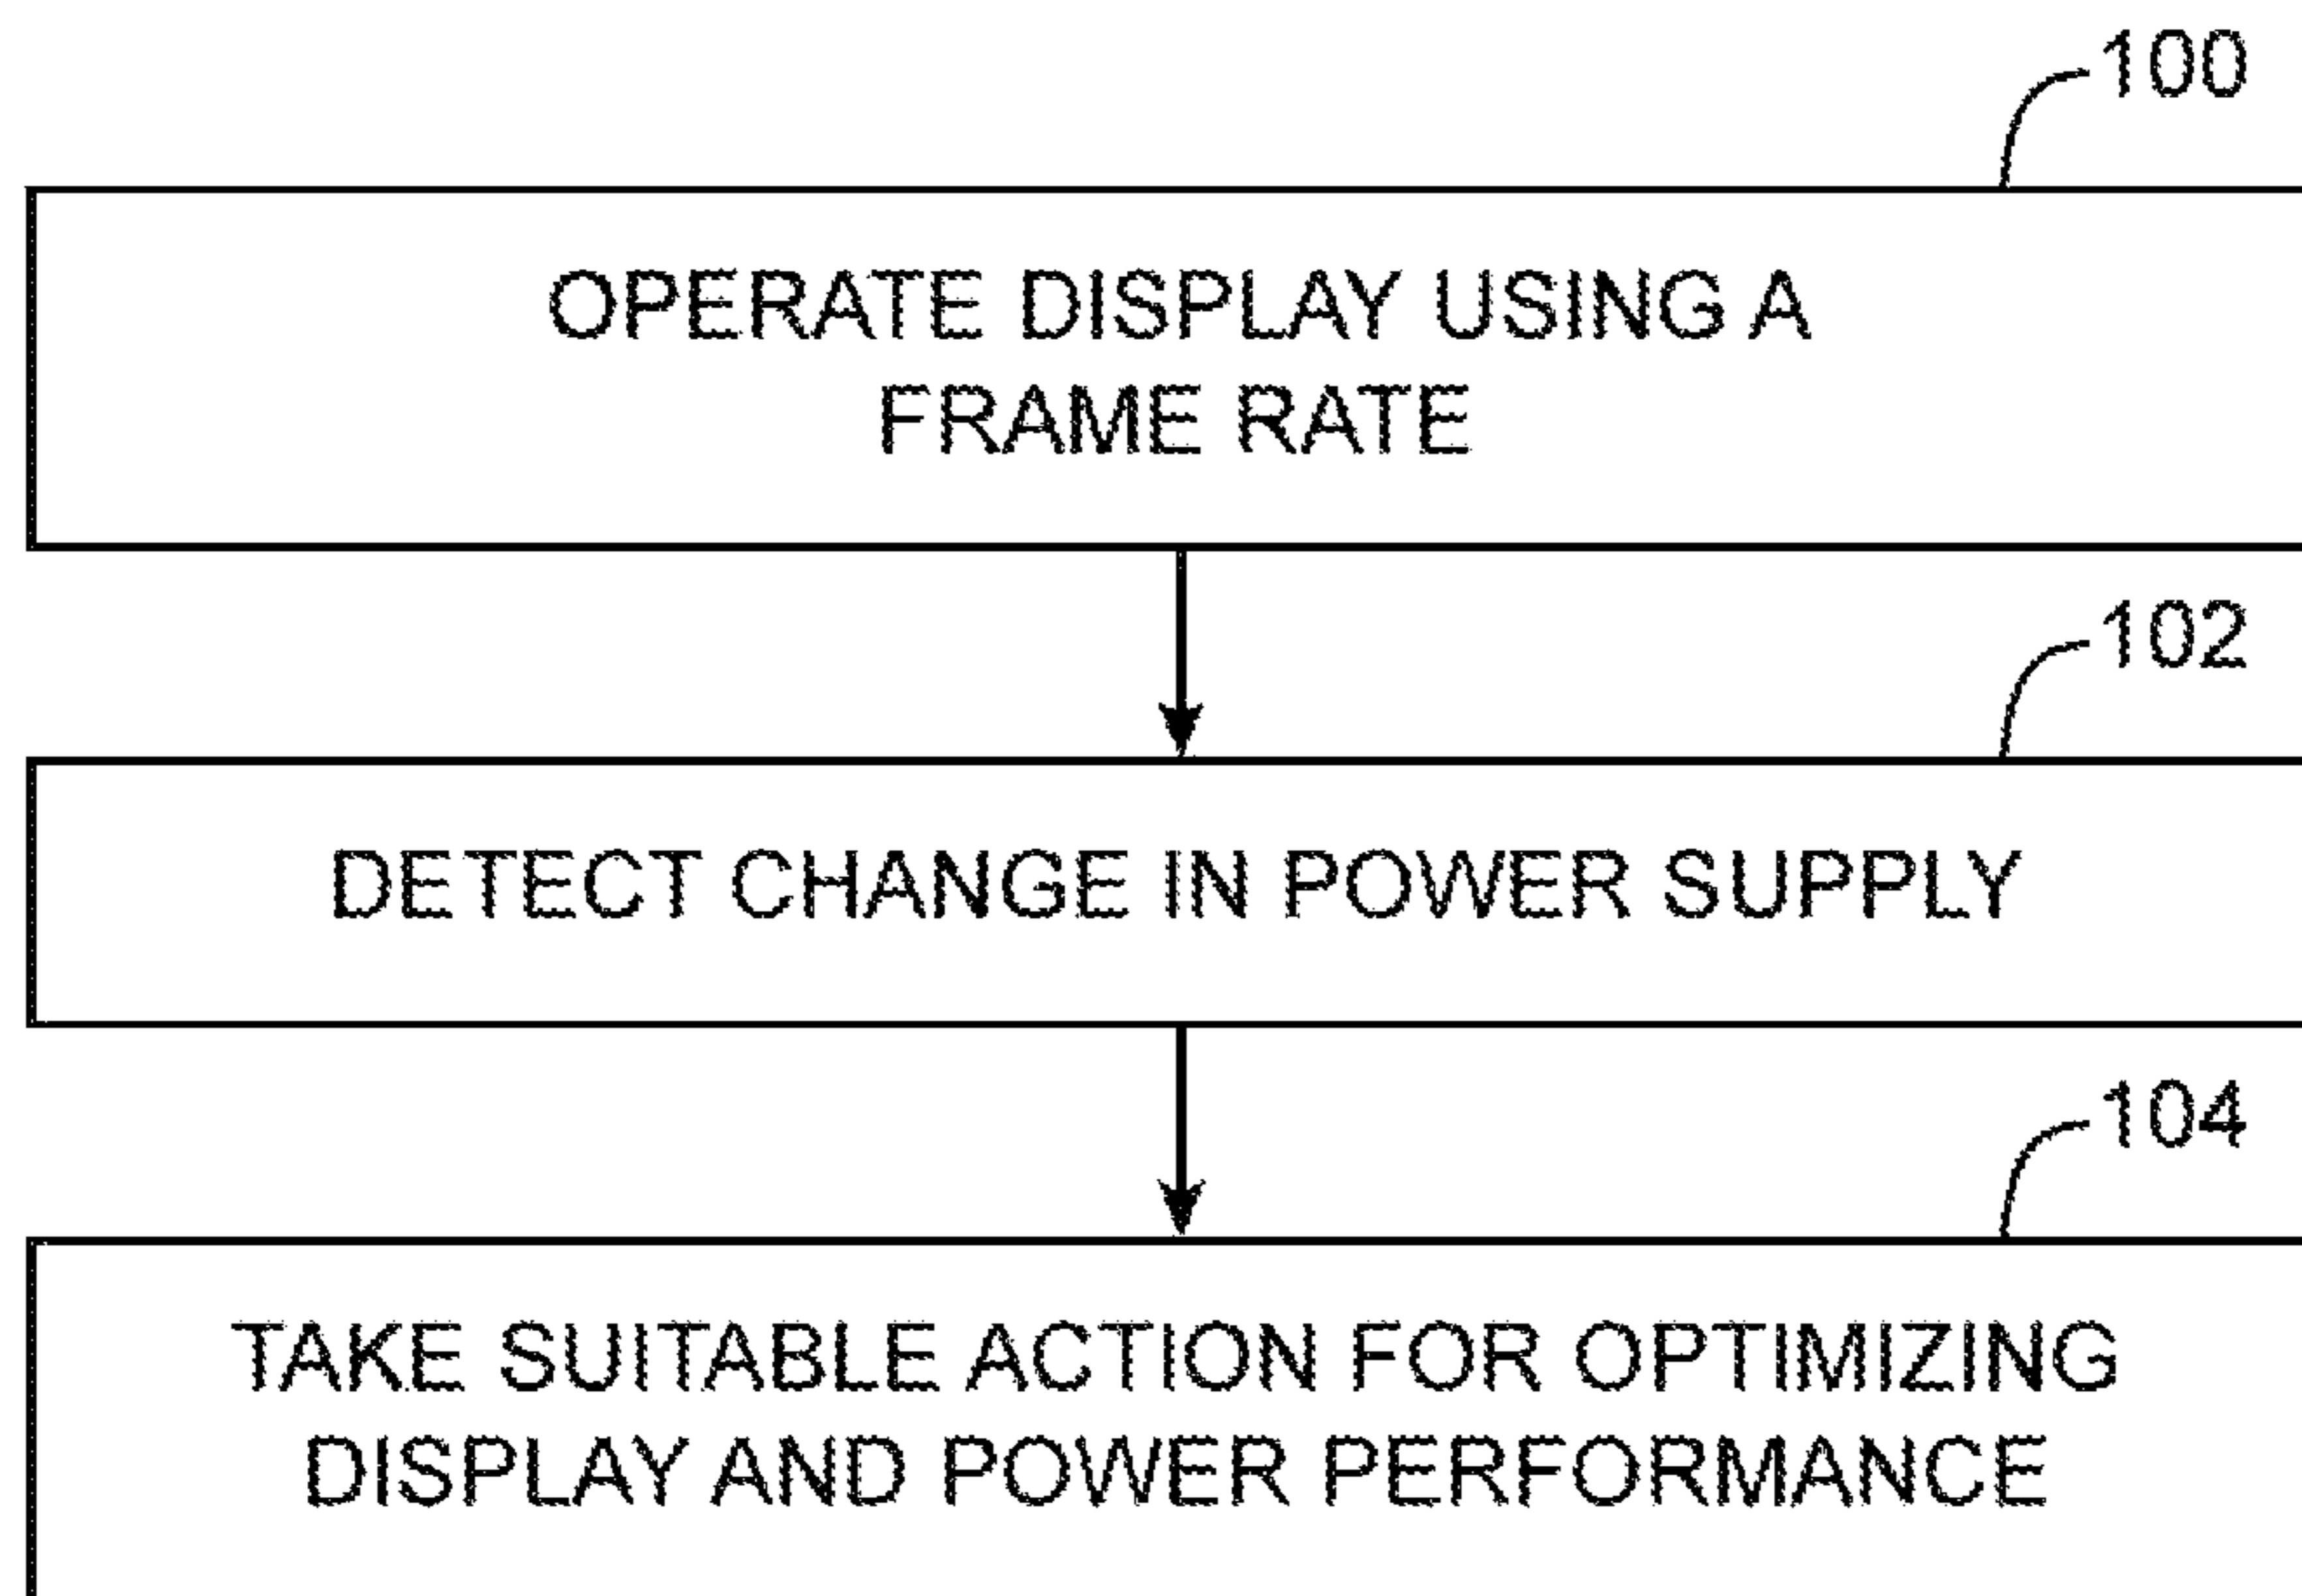 100
OPERATE DISPLAY USING A
FRAME RATE
102
DETECT CHANGE IN POWER SUPPLY
104
TAKE SUITABLE ACTION FOR OPTIMIZING
DISPLAY AND POWER PERFORMANCE